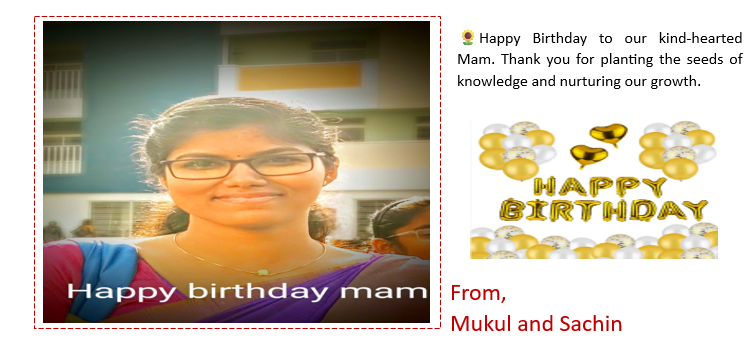 Happy Birthday to our kind-hearted
Mam. Thank you for planting the seeds of
knowledge and nurturing our growth.
HAPPY
BIRTHDAY
Happy birthday mam
From,
Mukul and Sachin